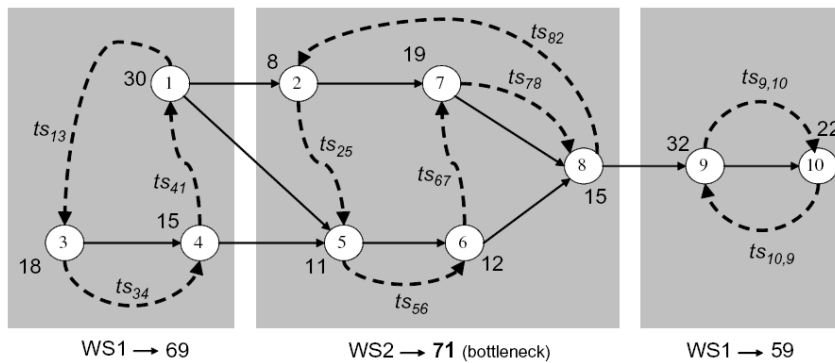 ts82
8
19
30
1
2
7
ts78
ts9,10
22
ts13
ts25
32
ts41
ts67
8
9
10
15
15
3
4
5
6
18
11
12
ts34
ts56
ts10,9
WS1 → 69
WS2 → 71 (bottleneck)
WS1 → 59